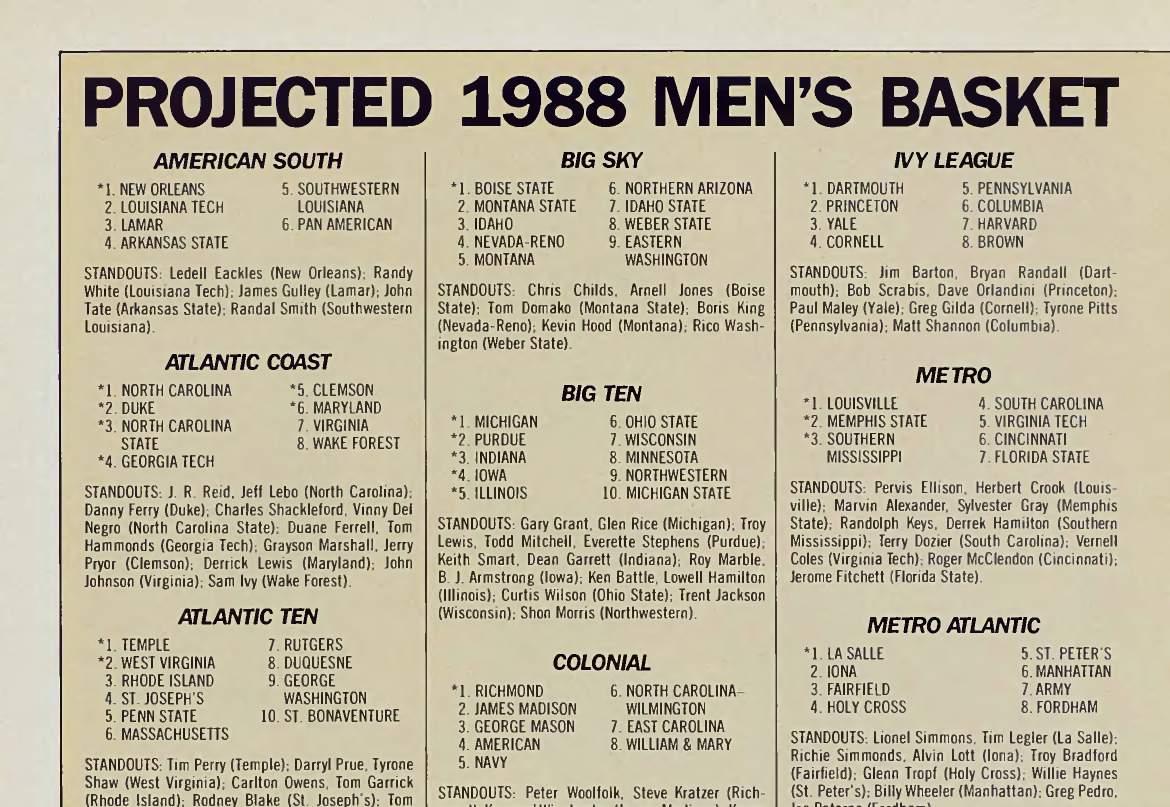 PROJECTED 1988 MEN'S BASKET
AMERICAN SOUTH
*1. NEW ORLEANS
2. LOUISIANA TECH
3. LAMAR
4. ARKANSAS STATE
5. SOUTHWESTERN
LOUISIANA
6. PAN AMERICAN
STANDOUTS: Ledell Eackles (New Orleans); Randy
White (Louisiana Tech); James Gulley (Lamar); John
Tate (Arkansas State); Randal Smith (Southwestern
Louisiana).
ATLANTIC COAST
*1. NORTH CAROLINA
*2. DUKE
*3. NORTH CAROLINA
STATE
*4. GEORGIA TECH
*5. CLEMSON
*6. MARYLAND
7. VIRGINIA
8. WAKE FOREST
STANDOUTS: J. R. Reid, Jeff Lebo (North Carolina);
Danny Ferry (Duke); Charles Shackleford, Vinny Del
Negro (North Carolina State); Duane Ferrell, Tom
Hammonds (Georgia Tech); Grayson Marshall, Jerry
Pryor (Clemson); Derrick Lewis (Maryland); John
Johnson (Virginia); Sam Ivy (Wake Forest).
ATLANTIC TEN
*1. TEMPLE
*2. WEST VIRGINIA
3. RHODE ISLAND
4. ST. JOSEPH'S
5. PENN STATE
6. MASSACHUSETTS
7. RUTGERS
8. DUQUESNE
9. GEORGE
WASHINGTON
10. ST. BONAVENTURE
STANDOUTS: Tim Perry (Temple); Darryl Prue, Tyrone
Shaw (West Virginia); Carlton Owens, Tom Garrick
(Rhode Island); Rodney Blake (St. Joseph's); Tom
BIG SKY
*1. BOISE STATE
2. MONTANA STATE
3. IDAHO
4. NEVADA-RENO
5. MONTANA
6. NORTHERN ARIZONA
7. IDAHO STATE
8. WEBER STATE
9. EASTERN
WASHINGTON
STANDOUTS: Chris Childs, Arnell Jones (Boise
State); Tom Domako (Montana State); Boris King
(Nevada-Reno); Kevin Hood (Montana); Rico Wash-
ington (Weber State).
BIG TEN
*1. MICHIGAN
*2. PURDUE
*3. INDIANA
*4. IOWA
*5. ILLINOIS
6. OHIO STATE
7. WISCONSIN
8. MINNESOTA
9. NORTHWESTERN
10. MICHIGAN STATE
STANDOUTS: Gary Grant, Glen Rice (Michigan); Troy
Lewis, Todd Mitchell, Everette Stephens (Purdue);
Keith Smart, Dean Garrett (Indiana); Roy Marble,
B. J. Armstrong (Iowa); Ken Battle, Lowell Hamilton
(Illinois); Curtis Wilson (Ohio State); Trent Jackson
(Wisconsin); Shon Morris (Northwestern).
COLONIAL
*1. RICHMOND
2. JAMES MADISON
3. GEORGE MASON
4. AMERICAN
5. NAVY
6. NORTH CAROLINA–
WILMINGTON
7. EAST CAROLINA
8. WILLIAM & MARY
STANDOUTS: Peter Woolfolk, Steve Kratzer (Rich-
IVY LEAGUE
*1. DARTMOUTH
2. PRINCETON
3. YALE
4. CORNELL
5. PENNSYLVANIA
6. COLUMBIA
7. HARVARD
8. BROWN
STANDOUTS: Jim Barton, Bryan Randall (Dart-
mouth); Bob Scrabis, Dave Orlandini (Princeton);
Paul Maley (Yale); Greg Gilda (Cornell); Tyrone Pitts
(Pennsylvania); Matt Shannon (Columbia).
METRO
*1. LOUISVILLE
*2. MEMPHIS STATE
*3. SOUTHERN
MISSISSIPPI
4. SOUTH CAROLINA
5. VIRGINIA TECH
6. CINCINNATI
7. FLORIDA STATE
STANDOUTS: Pervis Ellison, Herbert Crook (Louis-
ville); Marvin Alexander, Sylvester Gray (Memphis
State); Randolph Keys, Derrek Hamilton (Southern
Mississippi); Terry Dozier (South Carolina); Vernell
Coles (Virginia Tech); Roger McClendon (Cincinnati);
Jerome Fitchett (Florida State).
METRO ATLANTIC
*1. LA SALLE
2. IONA
3. FAIRFIELD
4. HOLY CROSS
5. ST. PETER'S
6. MANHATTAN
7. ARMY
8. FORDHAM
STANDOUTS: Lionel Simmons, Tim Legler (La Salle);
Richie Simmonds, Alvin Lott (Iona); Troy Bradford
(Fairfield); Glenn Tropf (Holy Cross); Willie Haynes
(St. Peter's); Billy Wheeler (Manhattan); Greg Pedro,